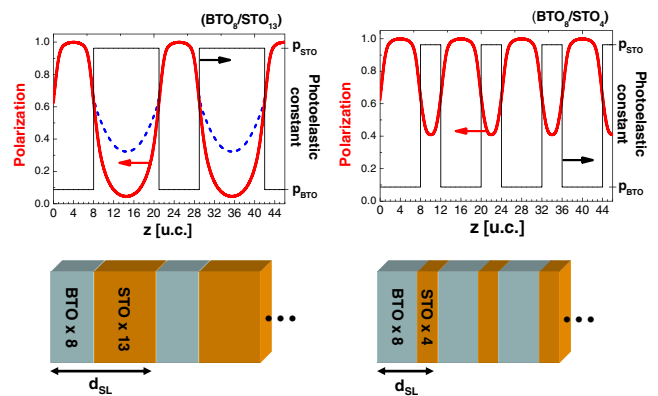 (BTO8/STO13)
1.0
0.8
0.6
0.4
0.2
0.0
Polarization
pSTO
pBTO
Photoelastic
constant
0 4 8 12 16 20 24 28 32 36 40 44
z [u.c.]
(BTO8/STO4)
1.0
0.8
0.6
0.4
0.2
0.0
Polarization
pSTO
pBTO
Photoelastic
constant
0 4 8 12 16 20 24 28 32 36 40 44
z [u.c.]
BTO x 8
STO x 13
dSL
BTO x 8
STO x 4
dSL